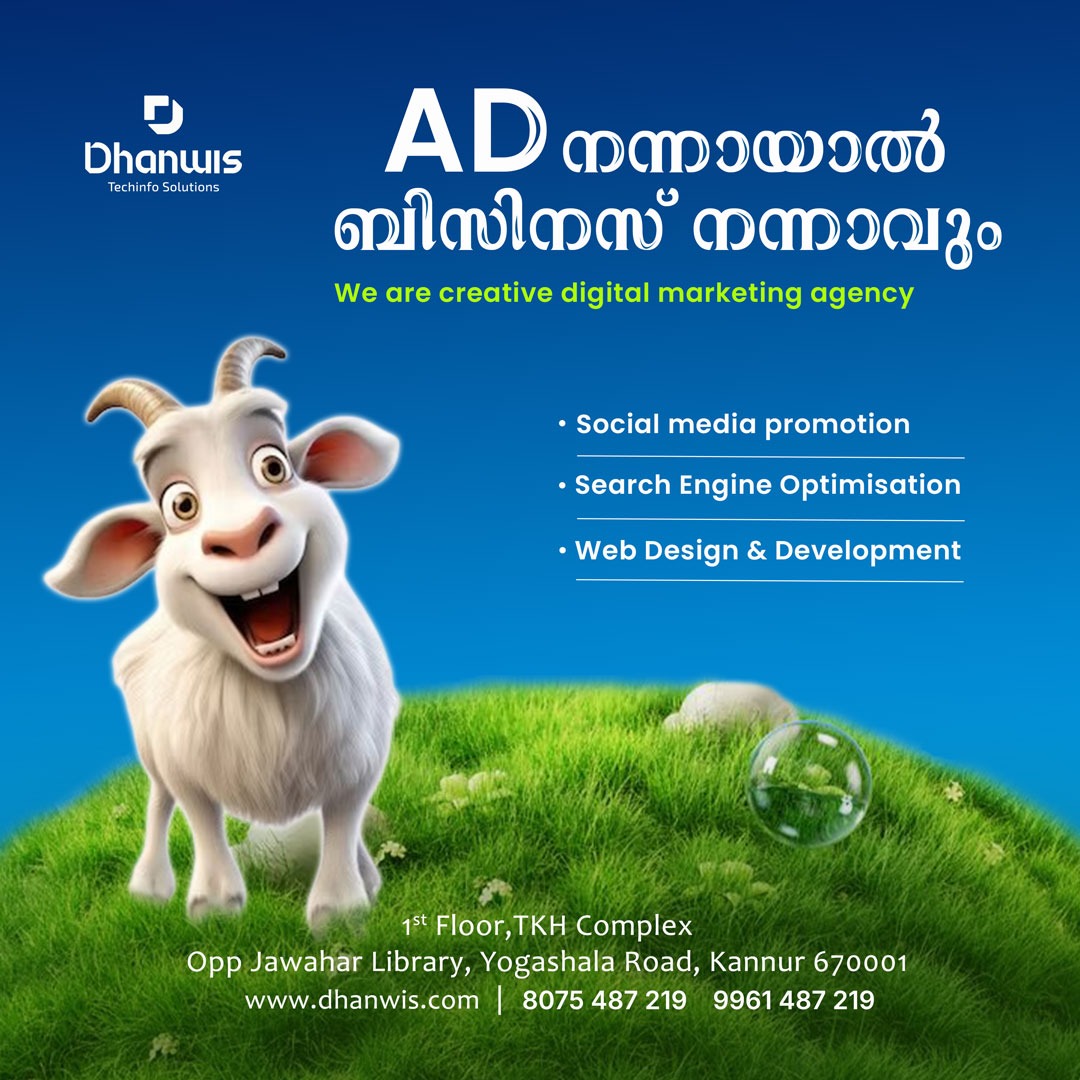 Dhanwis
Techinfo Solutions
AD നന്നായാൽ
ബിസിനസ് നന്നാവും
We are creative digital marketing agency
• Social media promotion
• Search Engine Optimisation
• Web Design & Development
1st Floor,TKH Complex
Opp Jawahar Library, Yogashala Road, Kannur 670001
www.dhanwis.com | 8075 487 219 9961 487 219